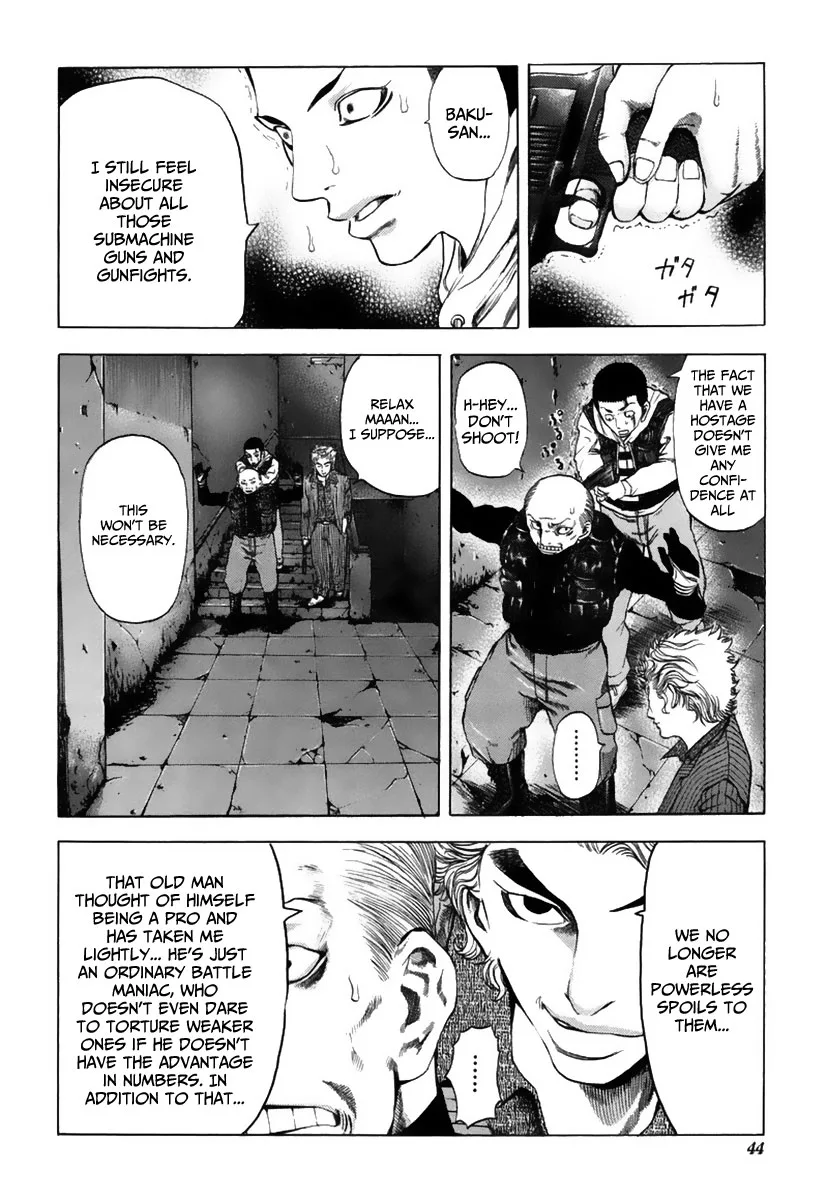 ガタ
ガタ
BAKU-
SAN...
I STILL FEEL
INSECURE
ABOUT ALL
THOSE
SUBMACHINE
GUNS AND
GUNFIGHTS.
THE FACT
THAT WE
HAVE A
HOSTAGE
DOESN'T
GIVE ME
ANY
CONFI-
DENCE AT
ALL
H-HEY...
DON'T
SHOOT!
........
RELAX
MAAAN...
I SUPPOSE...
THIS
WON'T BE
NECESSARY.
WE NO
LONGER
ARE
POWERLESS
SPOILS TO
THEM...
......
THAT OLD MAN
THOUGHT OF HIMSELF
BEING A PRO AND
HAS TAKEN ME
LIGHTLY... HE'S JUST
AN ORDINARY BATTLE
MANIAC, WHO
DOESN'T EVEN DARE
TO TORTURE WEAKER
ONES IF HE DOESN'T
HAVE THE ADVANTAGE
IN NUMBERS. IN
ADDITION TO THAT...
44